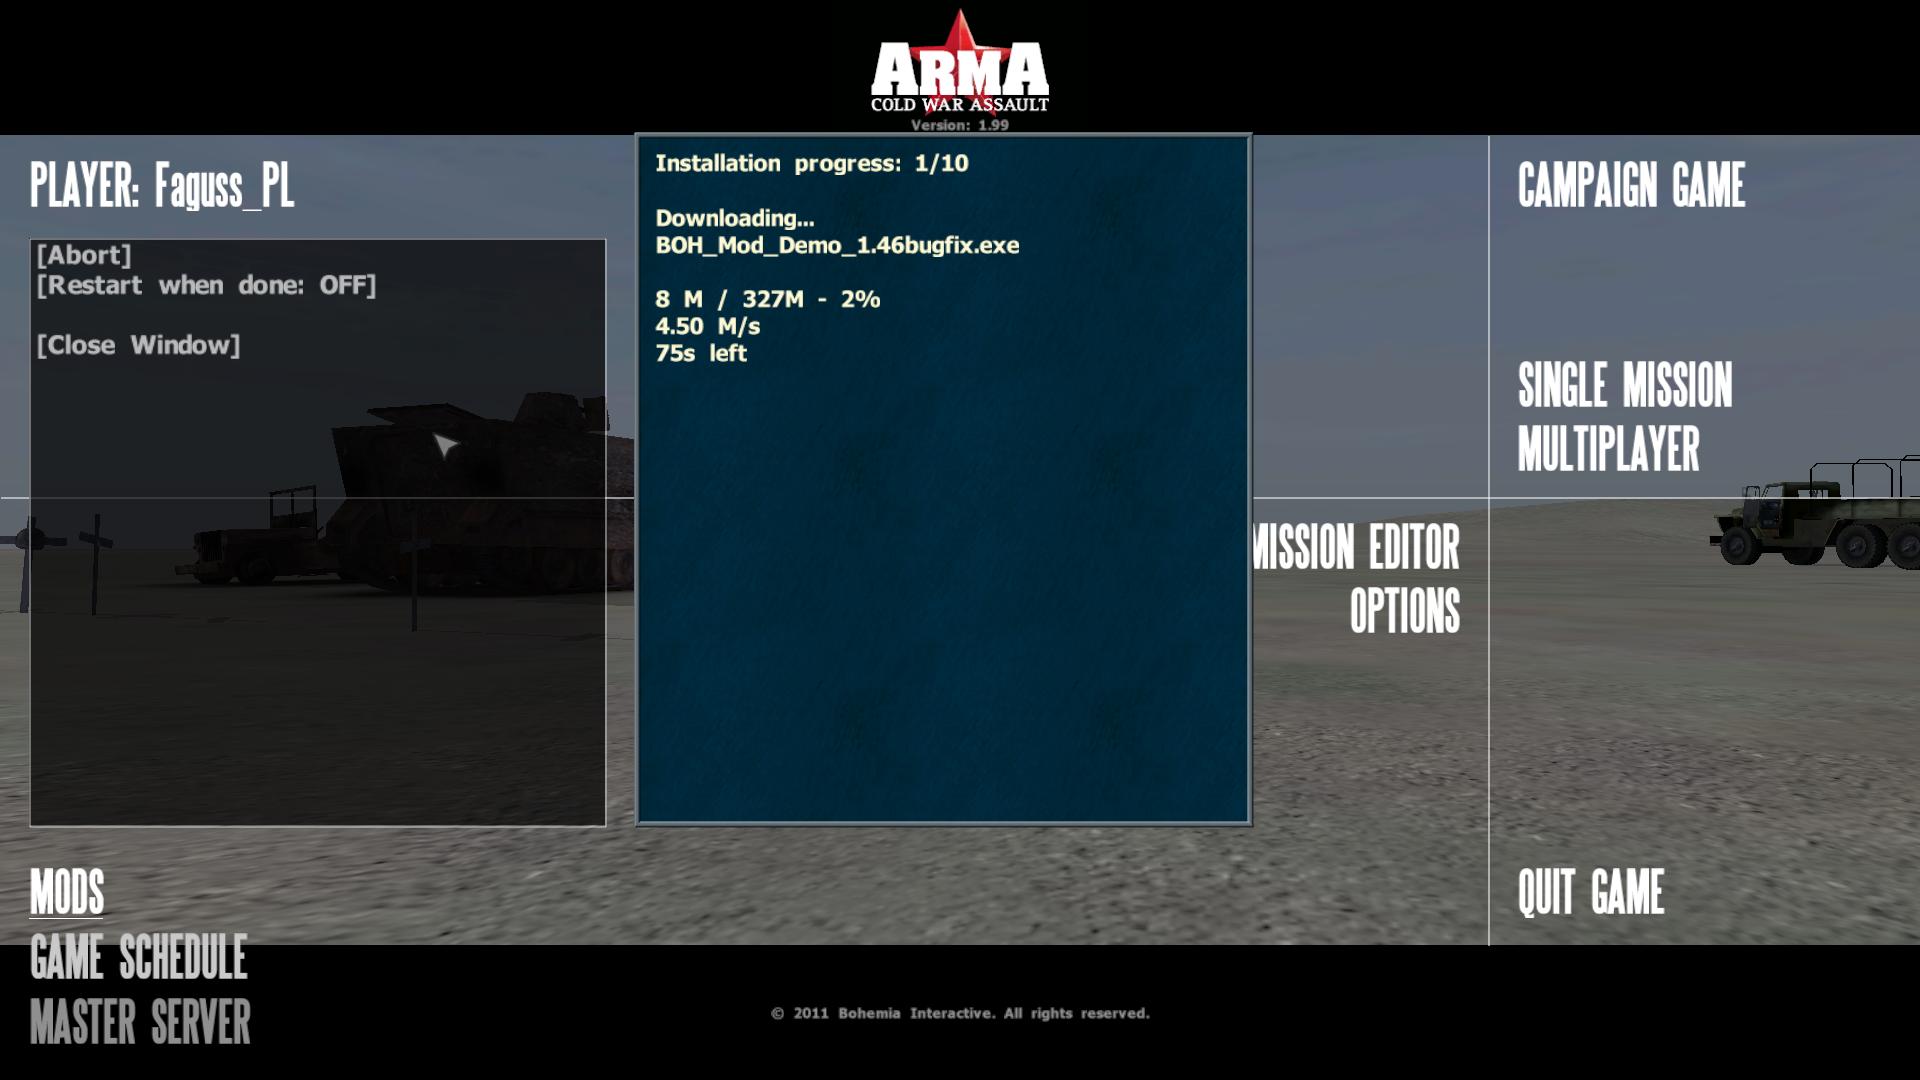 ARMA
COLD WAR ASSAULT
Version: 1.99
PLAYER: Faguss_PL
[Abort]
[Restart when done: OFF]
[Close Window]
Installation progress: 1/10
Downloading...
BOH_Mod_Demo_1.46bugfix.exe
8 M / 327M - 2%
4.50 M/s
75s left
CAMPAIGN GAME
SINGLE MISSION
MULTIPLAYER
MISSION EDITOR
OPTIONS
MODS
GAME SCHEDULE
MASTER SERVER
QUIT GAME
© 2011 Bohemia Interactive. All rights reserved.